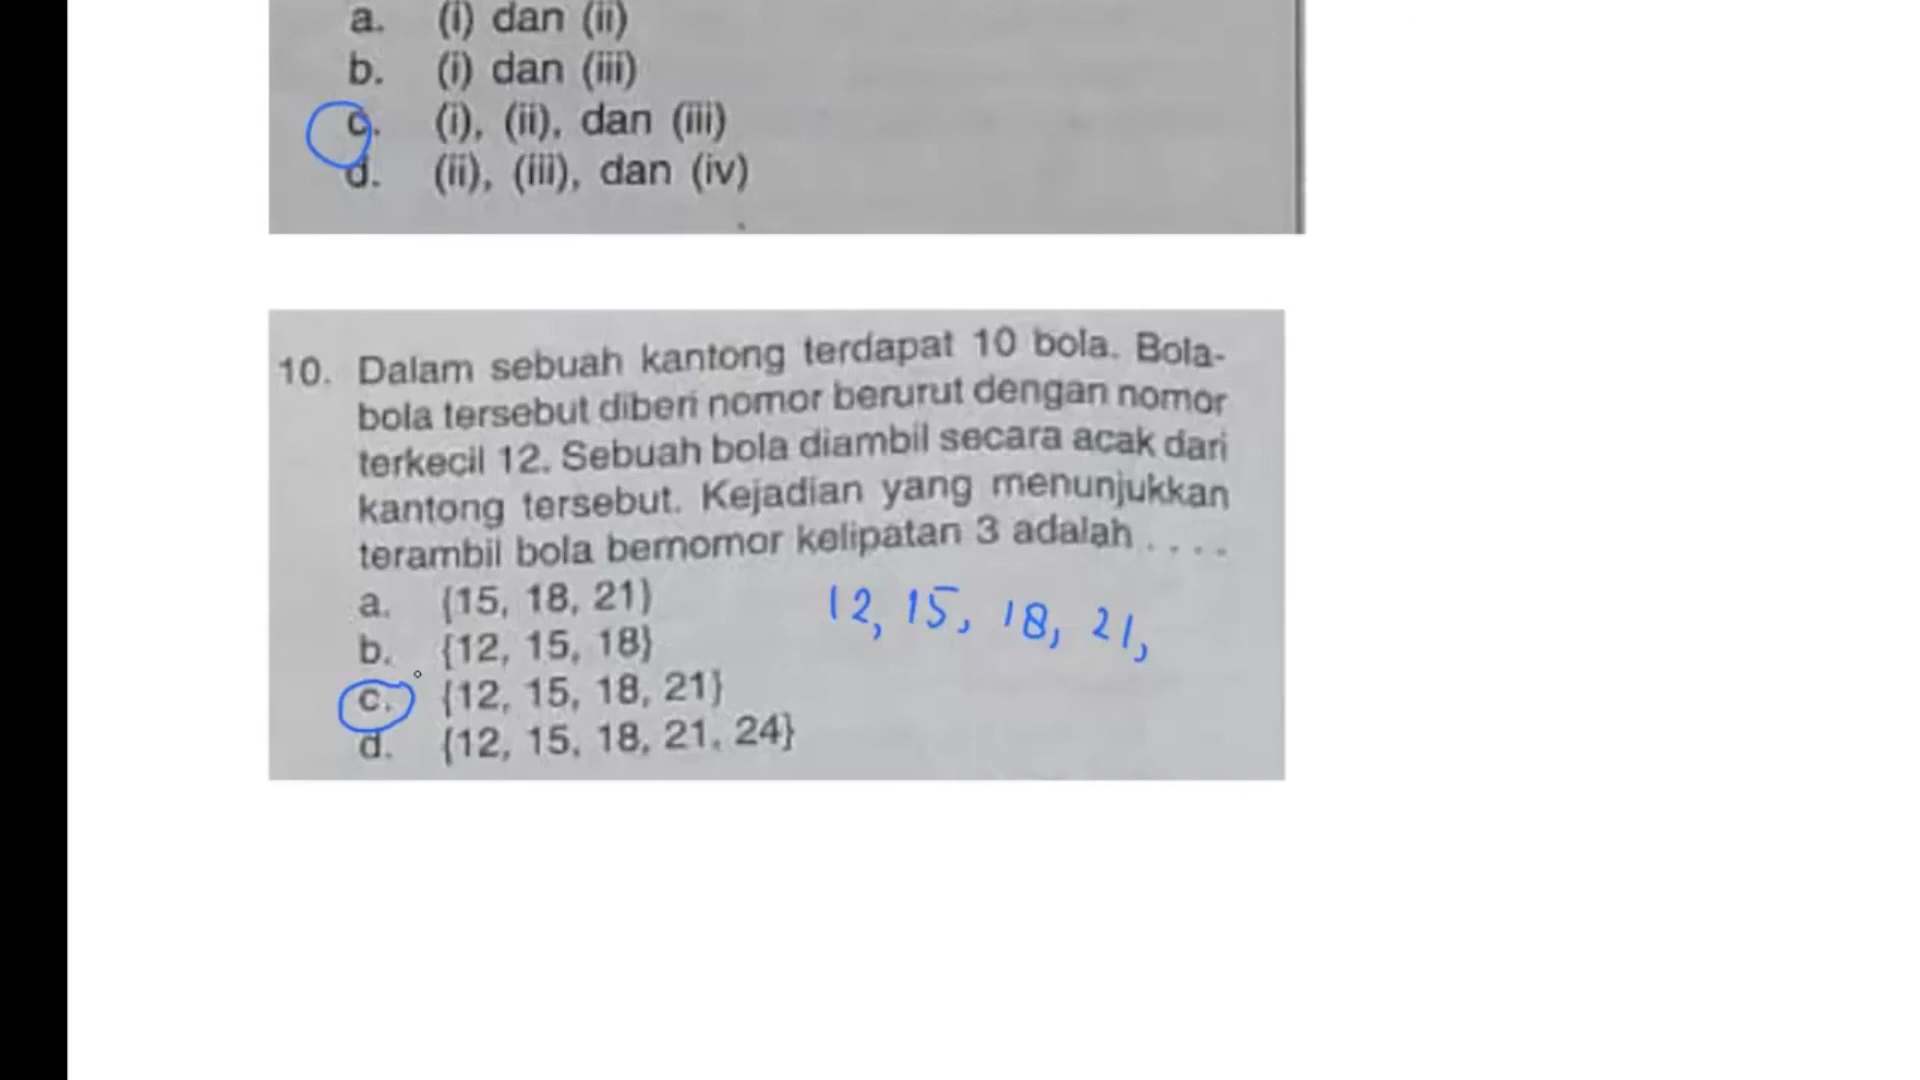 a. (i) dan (ii)
b. (i) dan (iii)
c. (i), (ii), dan (iii)
d. (ii), (iii), dan (iv)
10. Dalam sebuah kantong terdapat 10 bola. Bola-
bola tersebut diberi nomor berurut dengan nomor
terkecil 12. Sebuah bola diambil secara acak dari
kantong tersebut. Kejadian yang menunjukkan
terambil bola bernomor kelipatan 3 adalah . . . .
a. {15, 18, 21}
12, 15, 18, 21,
b. {12, 15, 18}
c. {12, 15, 18, 21}
d. {12, 15, 18, 21, 24}